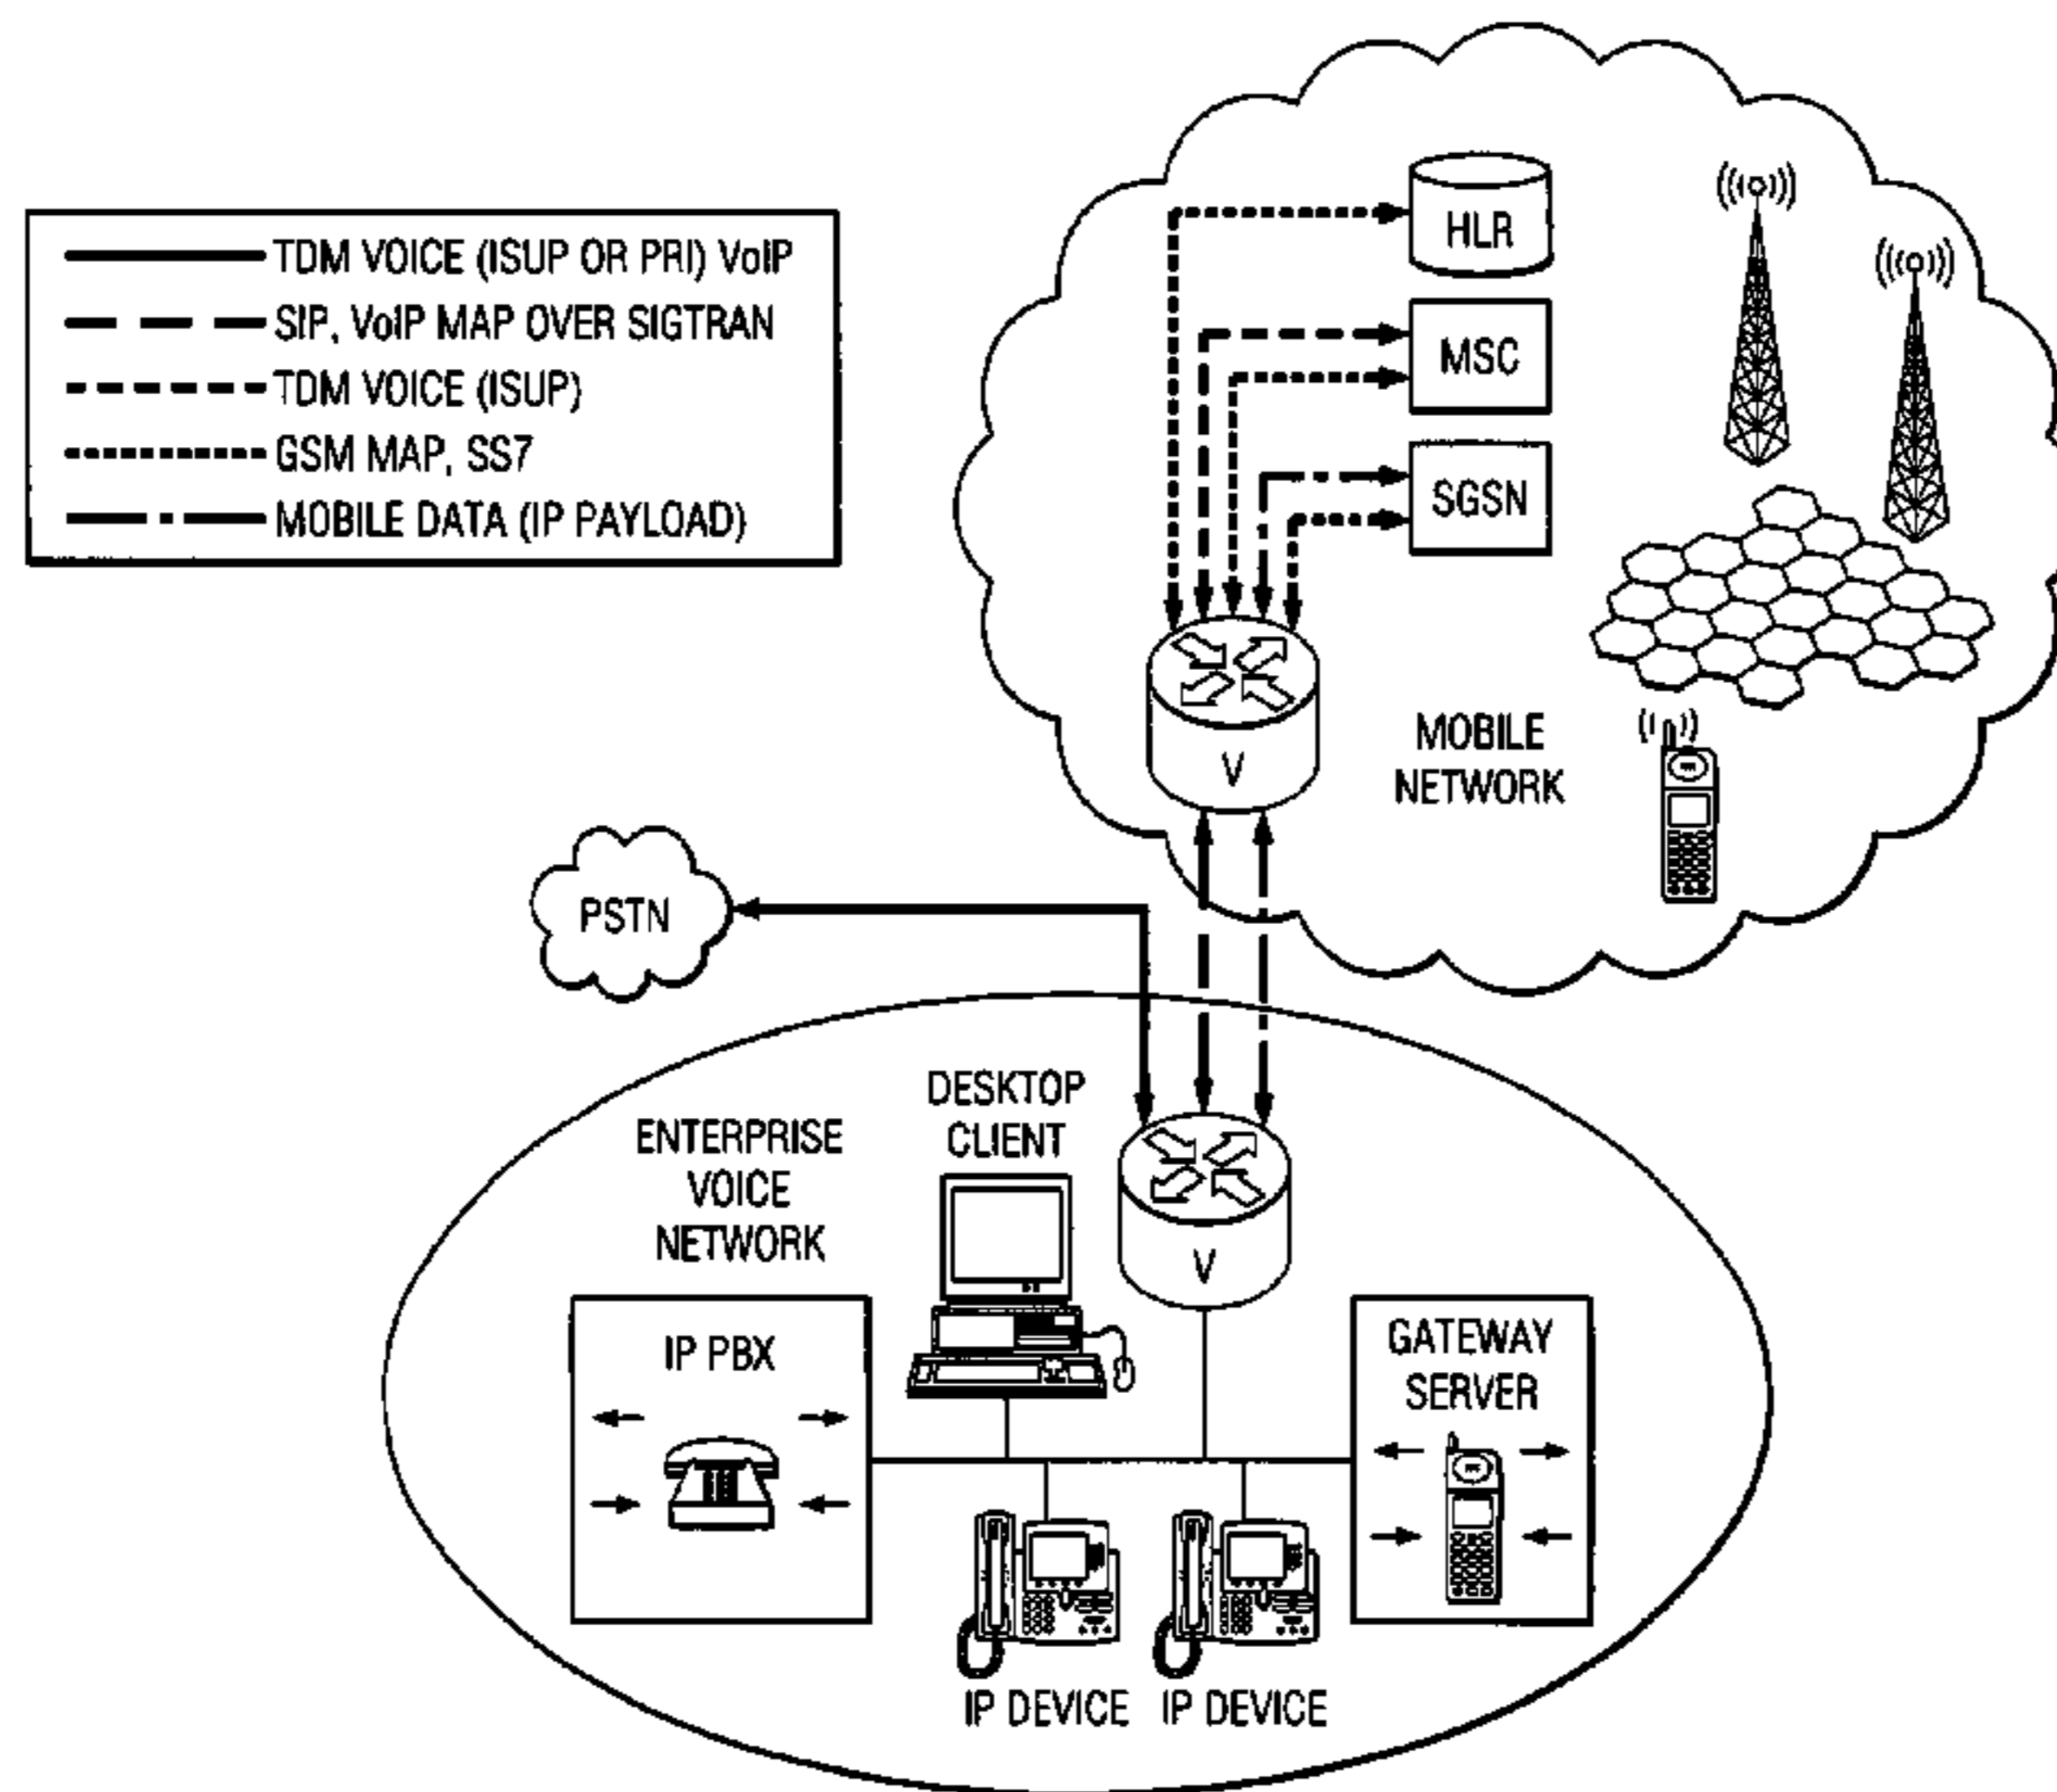 TDM VOICE (ISUP OR PRI) VoIP
SIP, VoIP MAP OVER SIGTRAN
TDM VOICE (ISUP)
GSM MAP, SS7
MOBILE DATA (IP PAYLOAD)
HLR
MSC
SGSN
V
MOBILE
NETWORK
PSTN
DESKTOP
CLIENT
ENTERPRISE
VOICE
NETWORK
V
IP PBX
GATEWAY
SERVER
IP DEVICE
IP DEVICE